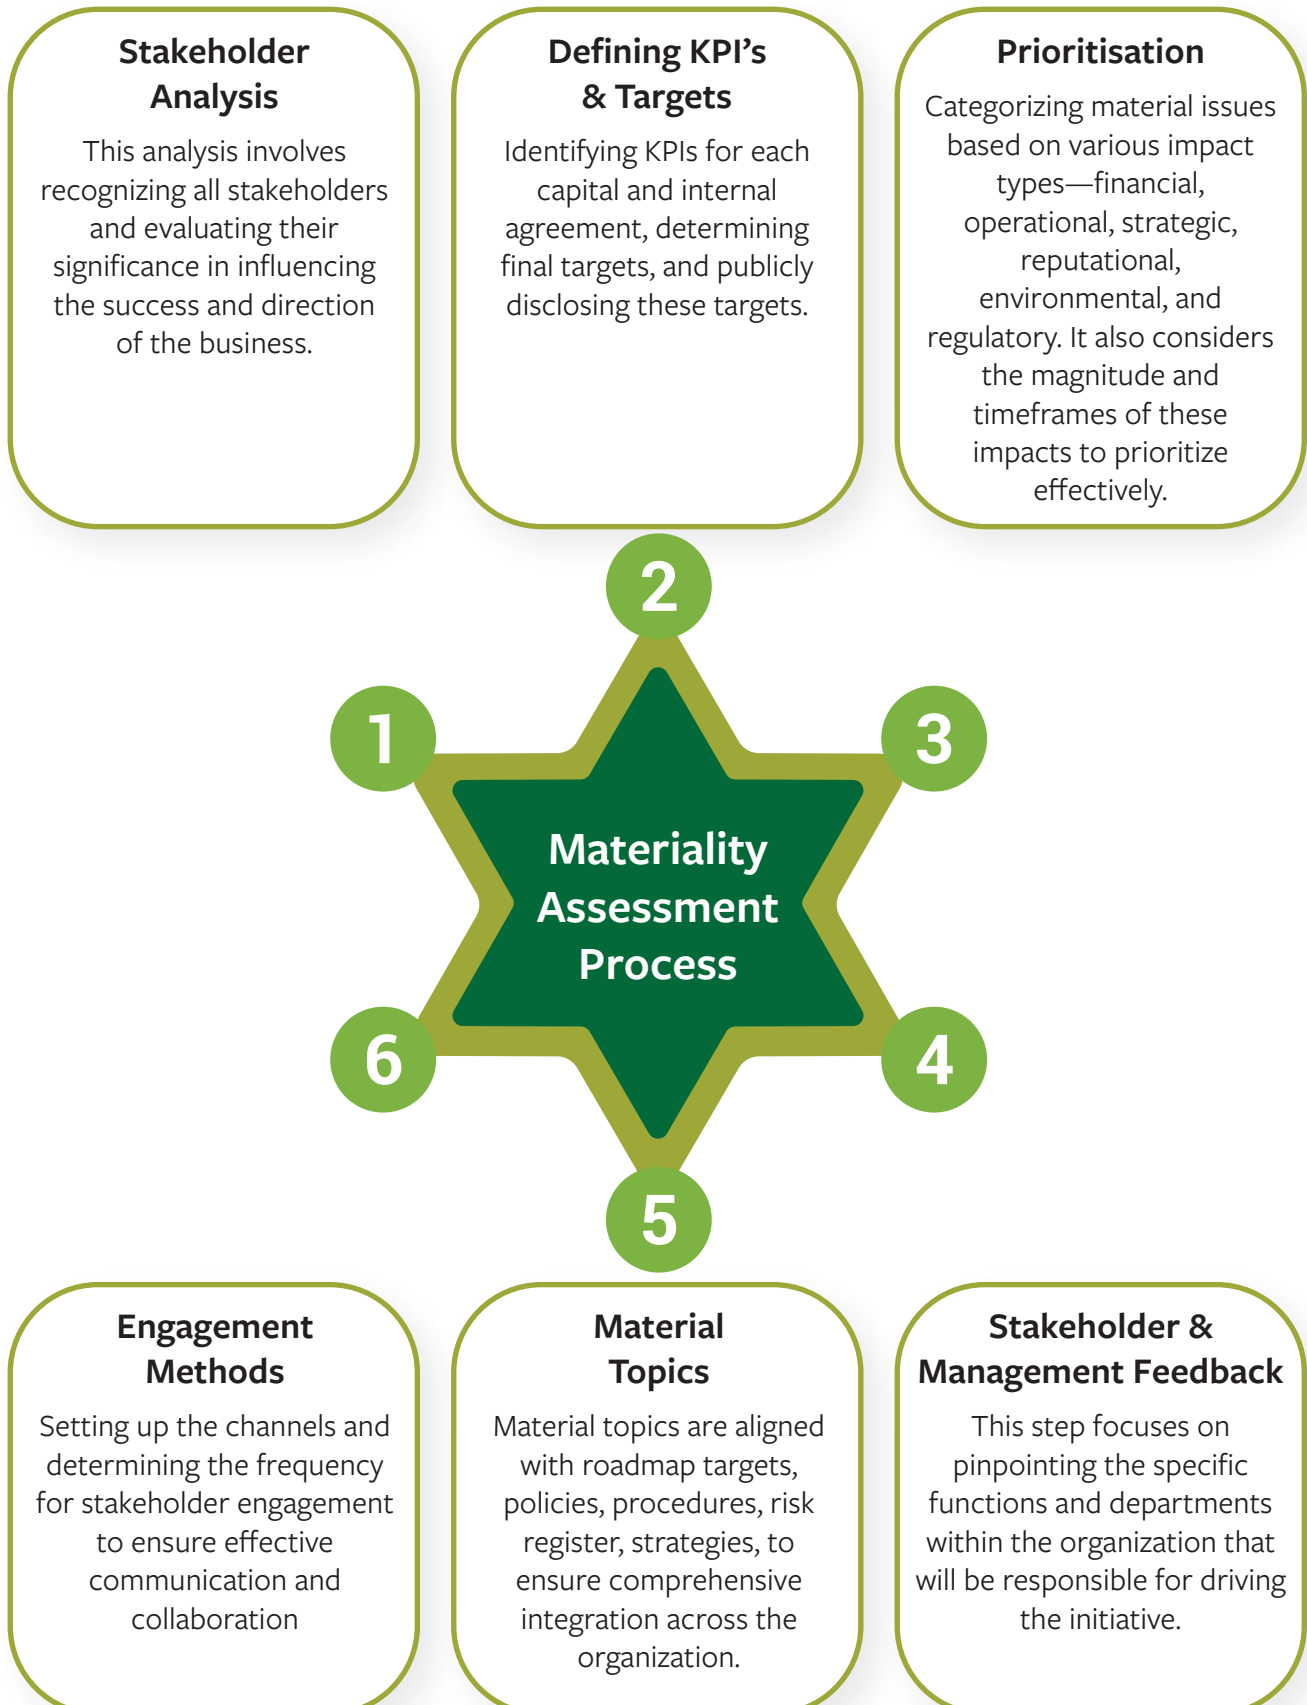 Stakeholder
Analysis
This analysis involves
recognizing all stakeholders
and evaluating their
significance in influencing
the success and direction
of the business.
Defining KPI’s
& Targets
Identifying KPIs for each
capital and internal
agreement, determining
final targets, and publicly
disclosing these targets.
Prioritisation
Categorizing material issues
based on various impact
types—financial,
operational, strategic,
reputational,
environmental, and
regulatory. It also considers
the magnitude and
timeframes of these
impacts to prioritize
effectively.
2
1
3
Materiality
Assessment
Process
6
4
5
Engagement
Methods
Setting up the channels and
determining the frequency
for stakeholder engagement
to ensure effective
communication and
collaboration
Material
Topics
Material topics are aligned
with roadmap targets,
policies, procedures, risk
register, strategies, to
ensure comprehensive
integration across the
organization.
Stakeholder &
Management Feedback
This step focuses on
pinpointing the specific
functions and departments
within the organization that
will be responsible for driving
the initiative.